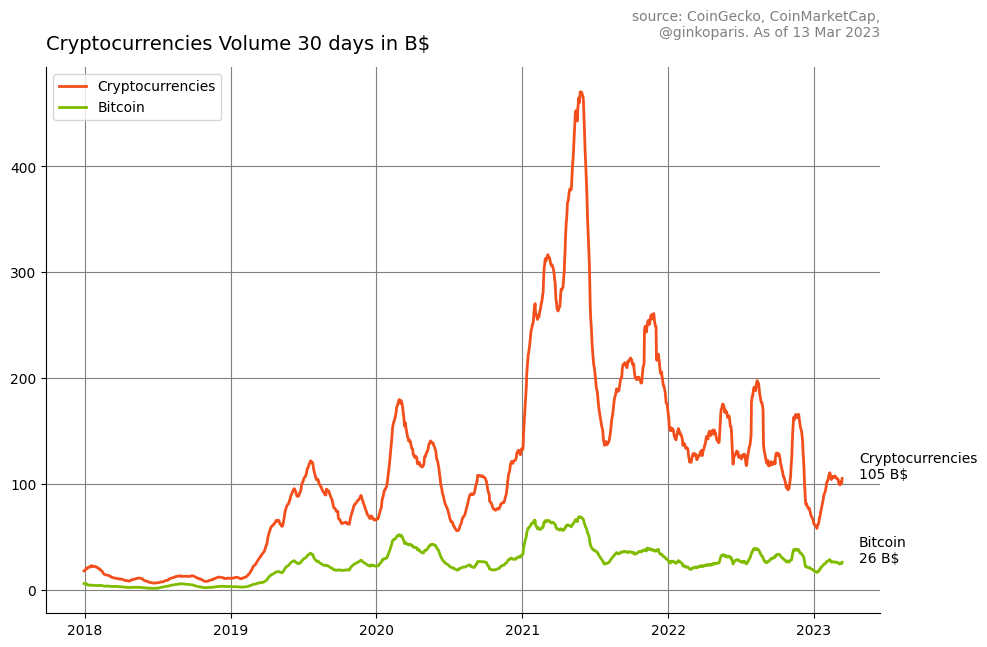 source: CoinGecko, CoinMarketCap,
@ginkoparis. As of 13 Mar 2023
Cryptocurrencies Volume 30 days in B$
Cryptocurrencies
Bitcoin
400
300
200
100
0
Cryptocurrencies
105 B$
Bitcoin
26 B$
2018
2019
2020
2021
2022
2023